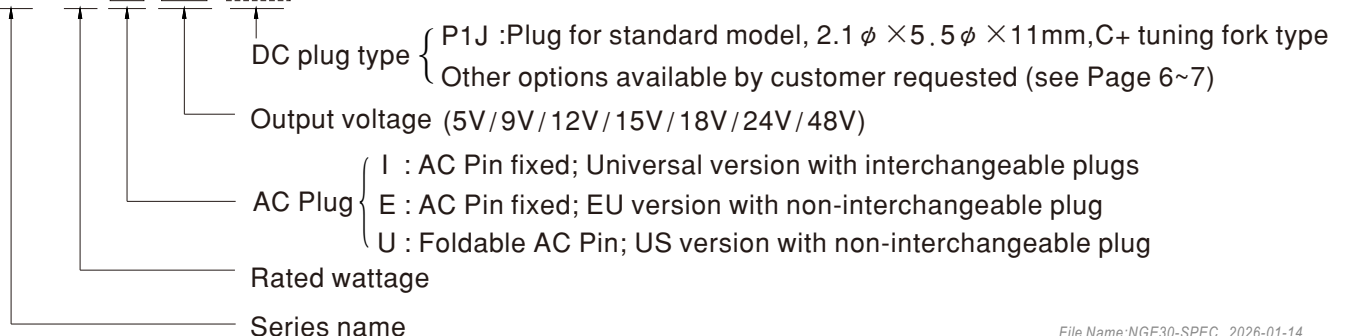 DC plug type
P1J :Plug for standard model, 2.1 φ ×5.5φ ×11mm,C+ tuning fork type
Other options available by customer requested (see Page 6~7)
Output voltage (5V/9V/12V/15V/18V/24V/48V)
AC Plug
I : AC Pin fixed; Universal version with interchangeable plugs
E : AC Pin fixed; EU version with non-interchangeable plug
U : Foldable AC Pin; US version with non-interchangeable plug
Rated wattage
Series name
File Name:NGE30-SPEC 2026-01-14